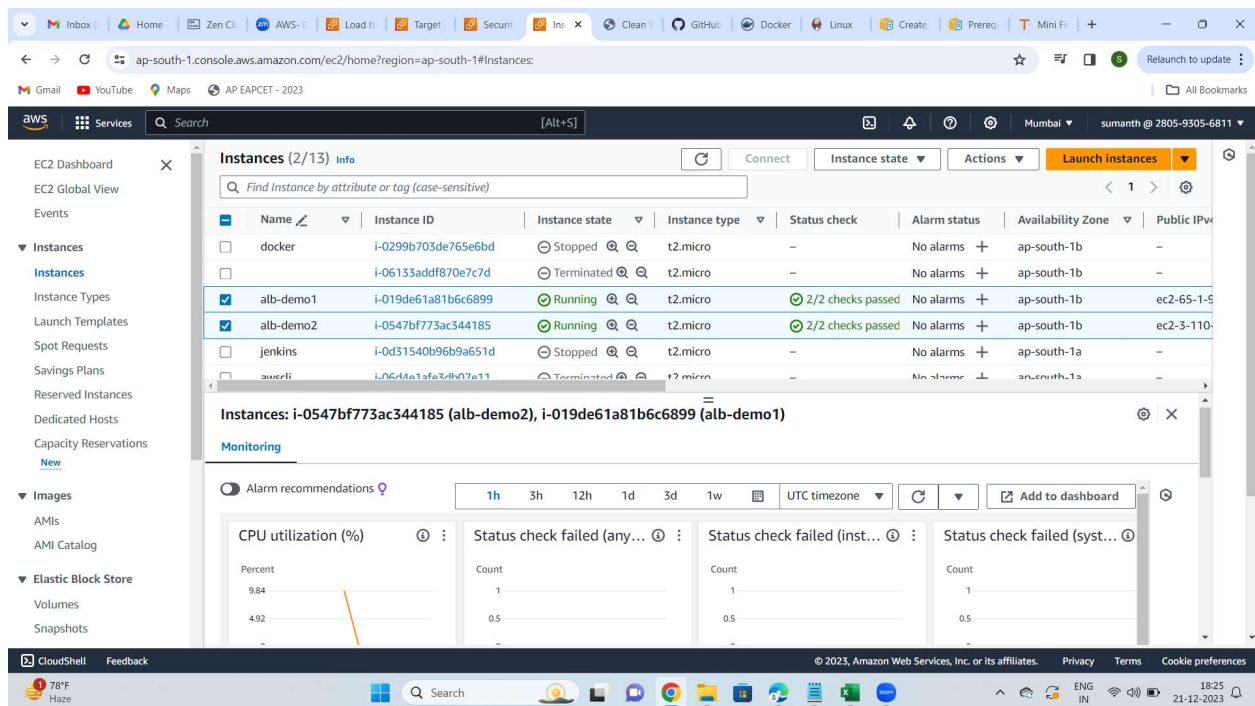 Inbox (
Home -
Zen Cl
AWS- D
Load b
Target
Securit
Ins
Clean
GitHub
Docker
Linux
Create
Prereq
Mini Fi
ap-south-1.console.aws.amazon.com/ec2/home?region=ap-south-1#Instances:
S
Relaunch to update
Gmail YouTube Maps AP EAPCET - 2023 All Bookmarks
aws Services Search [Alt+S] Mumbai sumanth @ 2805-9305-6811
EC2 Dashboard
EC2 Global View
Events
Instances
Instances
Instance Types
Launch Templates
Spot Requests
Savings Plans
Reserved Instances
Dedicated Hosts
Capacity Reservations
New
Images
AMIs
AMI Catalog
Elastic Block Store
Volumes
Snapshots
Instances (2/13) Info Connect Instance state Actions Launch instances
Find Instance by attribute or tag (case-sensitive) 1
Name Instance ID Instance state Instance type Status check Alarm status Availability Zone Public IPv4
docker i-0299b703de765e6bd Stopped t2.micro – No alarms + ap-south-1b –
i-06133addf870e7c7d Terminated t2.micro – No alarms + ap-south-1b –
alb-demo1 i-019de61a81b6c6899 Running t2.micro 2/2 checks passed No alarms + ap-south-1b ec2-65-1-9
alb-demo2 i-0547bf773ac344185 Running t2.micro 2/2 checks passed No alarms + ap-south-1b ec2-3-110-
jenkins i-0d31540b96b9a651d Stopped t2.micro – No alarms + ap-south-1a –
awscli i-06d4e1afe3db07e11 Terminated t2.micro – No alarms + ap-south-1a –
Instances: i-0547bf773ac344185 (alb-demo2), i-019de61a81b6c6899 (alb-demo1)
Monitoring
Alarm recommendations 1h 3h 12h 1d 3d 1w UTC timezone Add to dashboard
CPU utilization (%)
Percent
9.84
4.92
Status check failed (any...
Count
1
0.5
Status check failed (inst...
Count
1
0.5
Status check failed (syst...
Count
1
0.5
CloudShell Feedback © 2023, Amazon Web Services, Inc. or its affiliates. Privacy Terms Cookie preferences
1
78°F
Haze
Search
zoom
ENG
IN
18:25
21-12-2023